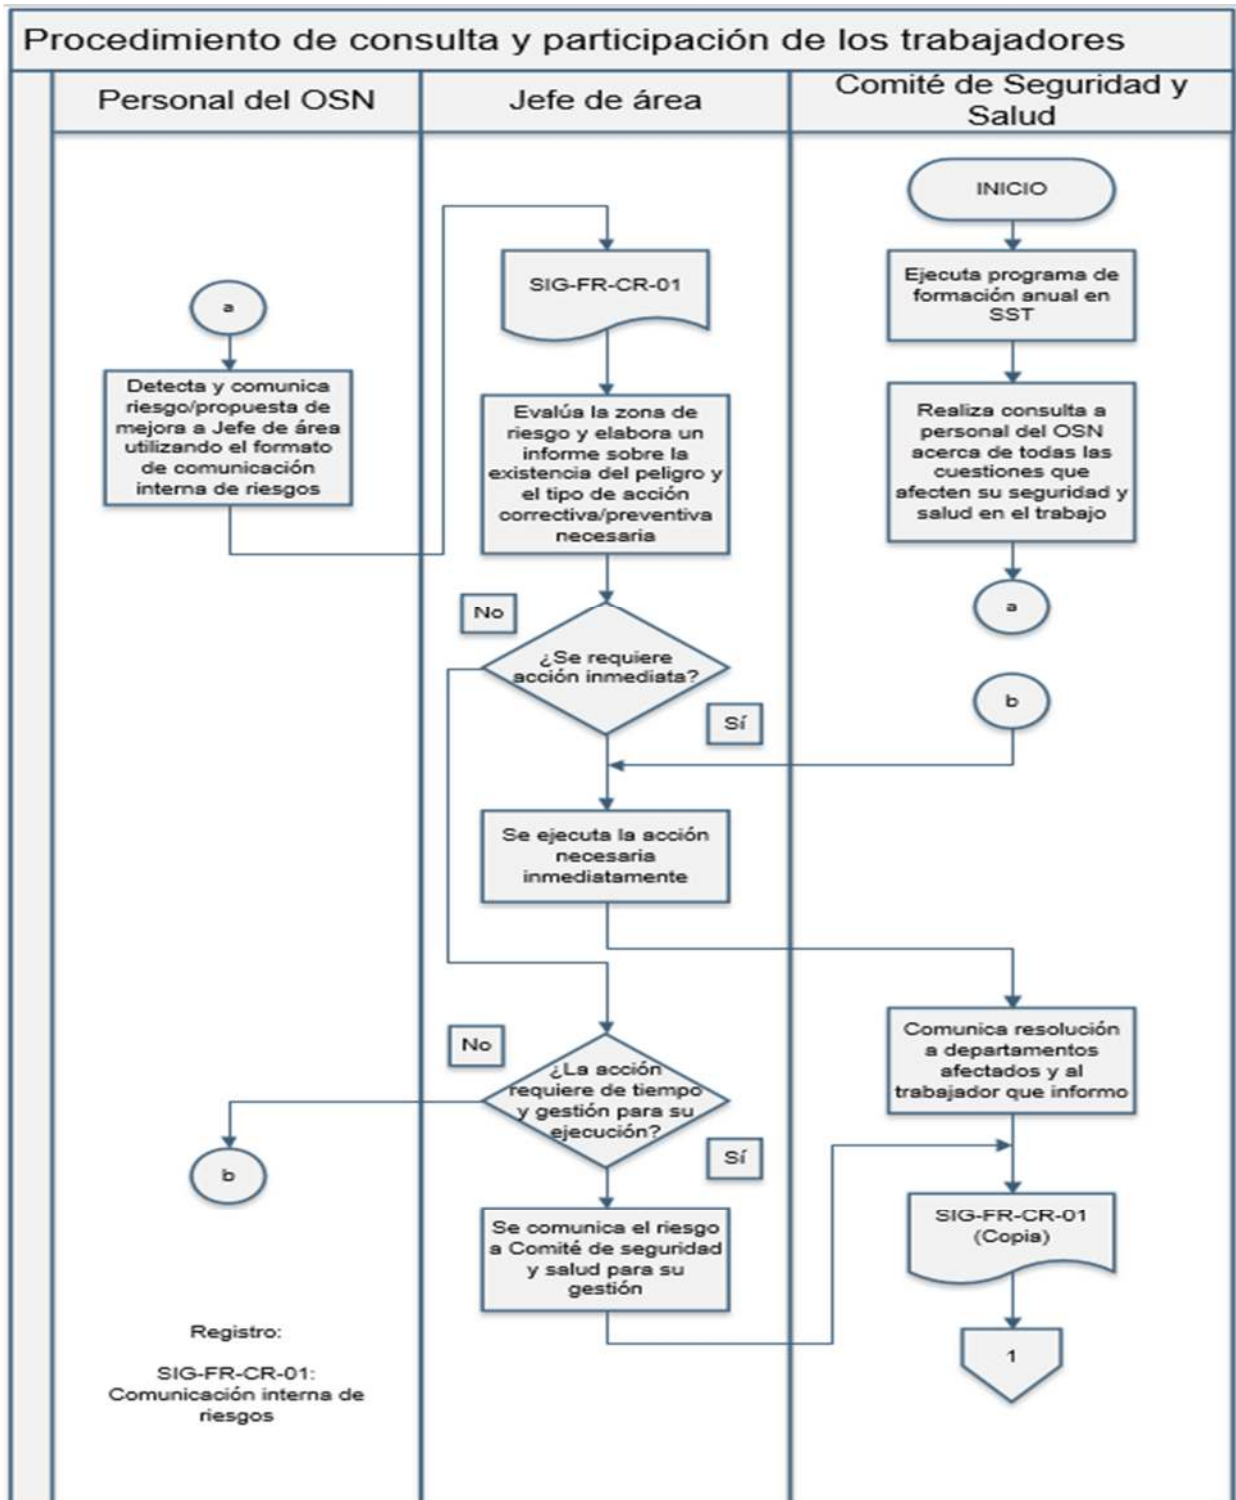 Procedimiento de consulta y participación de los trabajadores
Personal del OSN
Jefe de área
Comité de Seguridad y
Salud
a
Detecta y comunica
riesgo/propuesta de
mejora a Jefe de área
utilizando el formato
de comunicación
interna de riesgos
b
Registro:
SIG-FR-CR-01:
Comunicación interna de
riesgos
SIG-FR-CR-01
Evalúa la zona de
riesgo y elabora un
informe sobre la
existencia del peligro y
el tipo de acción
correctiva/preventiva
necesaria
No
¿Se requiere
acción inmediata?
Sí
Se ejecuta la acción
necesaria
inmediatamente
No
¿La acción
requiere de tiempo
y gestión para su
ejecución?
Sí
Se comunica el riesgo
a Comité de seguridad
y salud para su
gestión
INICIO
Ejecuta programa de
formación anual en
SST
Realiza consulta a
personal del OSN
acerca de todas las
cuestiones que
afecten su seguridad y
salud en el trabajo
a
b
Comunica resolución
a departamentos
afectados y al
trabajador que informo
SIG-FR-CR-01
(Copia)
1